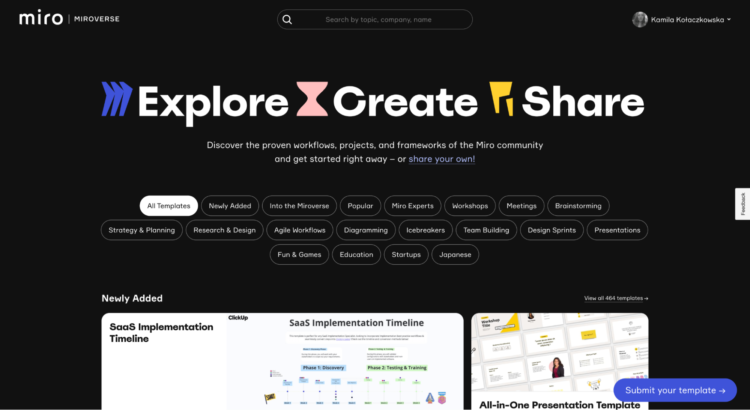 miro | MIROVERSE
Search by topic, company, name
Kamila Kołaczkowska
Explore Create Share
Discover the proven workflows, projects, and frameworks of the Miro community
and get started right away – or share your own!
Feedback
All Templates Newly Added Into the Miroverse Popular Miro Experts Workshops Meetings Brainstorming
Strategy & Planning Research & Design Agile Workflows Diagramming Icebreakers Team Building Design Sprints Presentations
Fun & Games Education Startups Japanese
Newly Added
View all 464 templates →
SaaS Implementation
Timeline
ClickUp
SaaS Implementation Timeline
Phase 1: Discovery
Phase 2: Testing & Training
Workshop
Title
All-in-One Presentation Template
Submit your template →